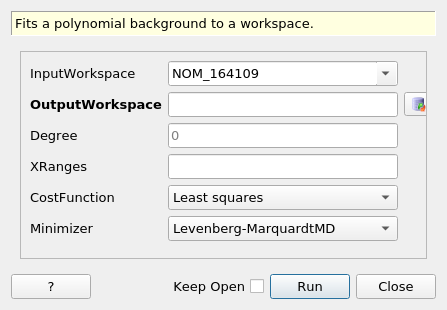 Fits a polynomial background to a workspace.
InputWorkspace NOM_164109
OutputWorkspace
Degree 0
XRanges
CostFunction Least squares
Minimizer Levenberg-MarquardtMD
? Keep Open Run Close